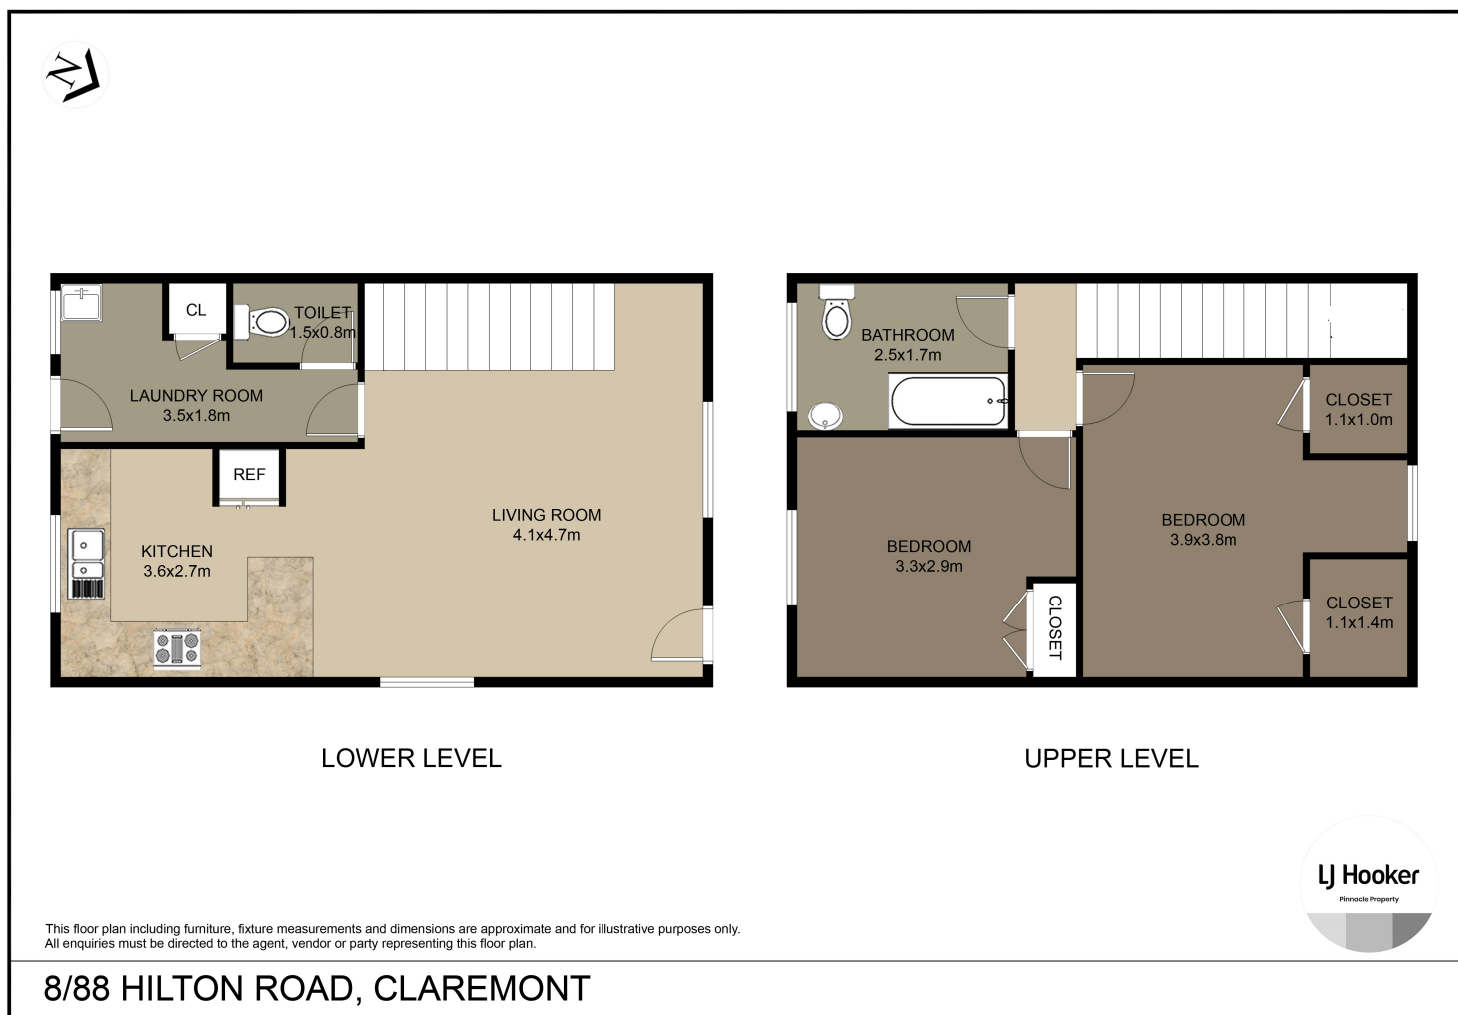 N
CL
TOILET
1.5x0.8m
LAUNDRY ROOM
3.5x1.8m
REF
LIVING ROOM
4.1x4.7m
KITCHEN
3.6x2.7m
LOWER LEVEL
BATHROOM
2.5x1.7m
CLOSET
1.1x1.0m
BEDROOM
3.9x3.8m
BEDROOM
3.3x2.9m
CLOSET
CLOSET
1.1x1.4m
UPPER LEVEL
LJ Hooker
Pinnacle Property
This floor plan including furniture, fixture measurements and dimensions are approximate and for illustrative purposes only.
All enquiries must be directed to the agent, vendor or party representing this floor plan.
8/88 HILTON ROAD, CLAREMONT